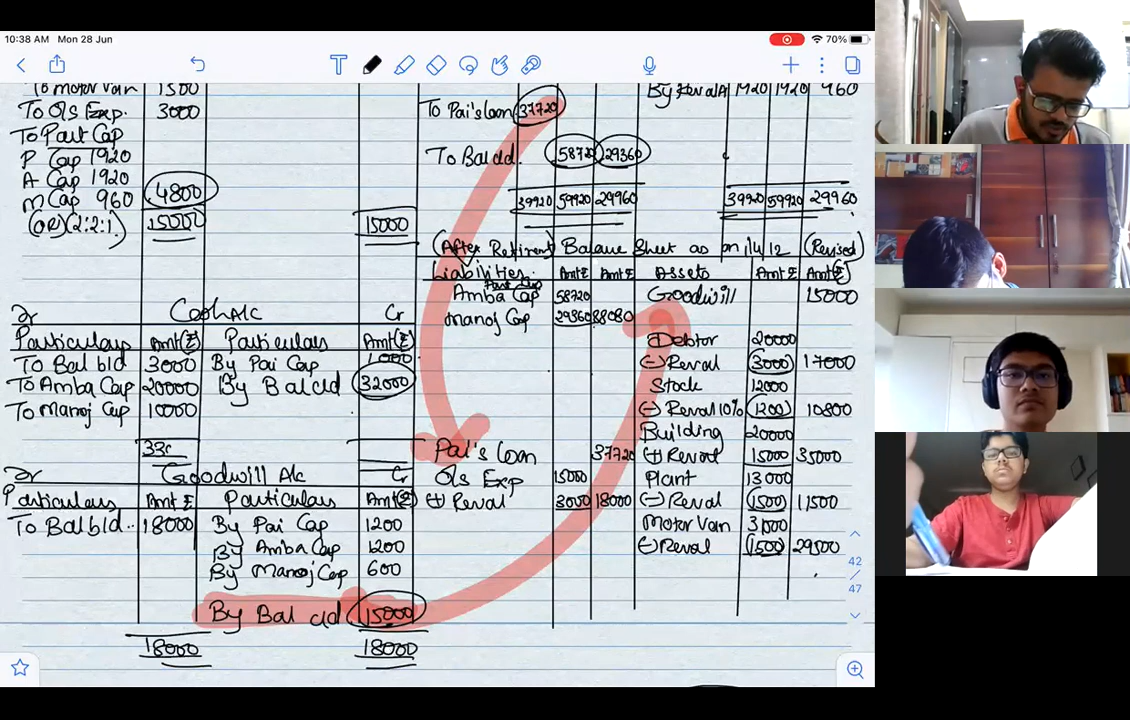 10:38 AM Mon 28 Jun
70%
To Motor Van 1500
To O/s Exp. 3000
To Part Cap
P Cap 1920
A Cap 1920
M Cap 960 4800
(OR)(2:2:1.) 15000 15000
1920 1920 960
To Pai's loan 37720
To Bal c/d. 58720 29360
39920 59920 29960 39920 59920 29960
(After Retirent) Balance Sheet as on 1/4/12 (Revised)
Liabilities Amt ₹ Amt ₹ Assets Amt ₹ Amt(₹)
Amba Cap 58720
Manoj Cap 29360 88080
Goodwill 15000
Debtor 20000
(-) Reval (3000) 17000
Stock 12000
(-) Reval 10% (1200) 10800
Building 20000
(+) Reval 15000 35000
Plant 13000
(-) Reval (1500) 11500
Motor Van 31000
(-) Reval (1500) 29500
Pai's loan 37720
O/s Exp 15000
(+) Reval 3000 18000
Dr Cash A/c Cr
Particulars Amt(₹) Particulars Amt(₹)
To Bal b/d 3000 By Pai Cap 1000
To Amba Cap 20000 By Bal c/d 32000
To Manoj Cap 10000
Dr Goodwill A/c Cr
Particulars Amt(₹) Particulars Amt(₹)
To Bal b/d.. 18000 By Pai Cap 1200
By Amba Cap 1200
By Manoj Cap 600
By Bal c/d 15000
18000 18000
42
/
47